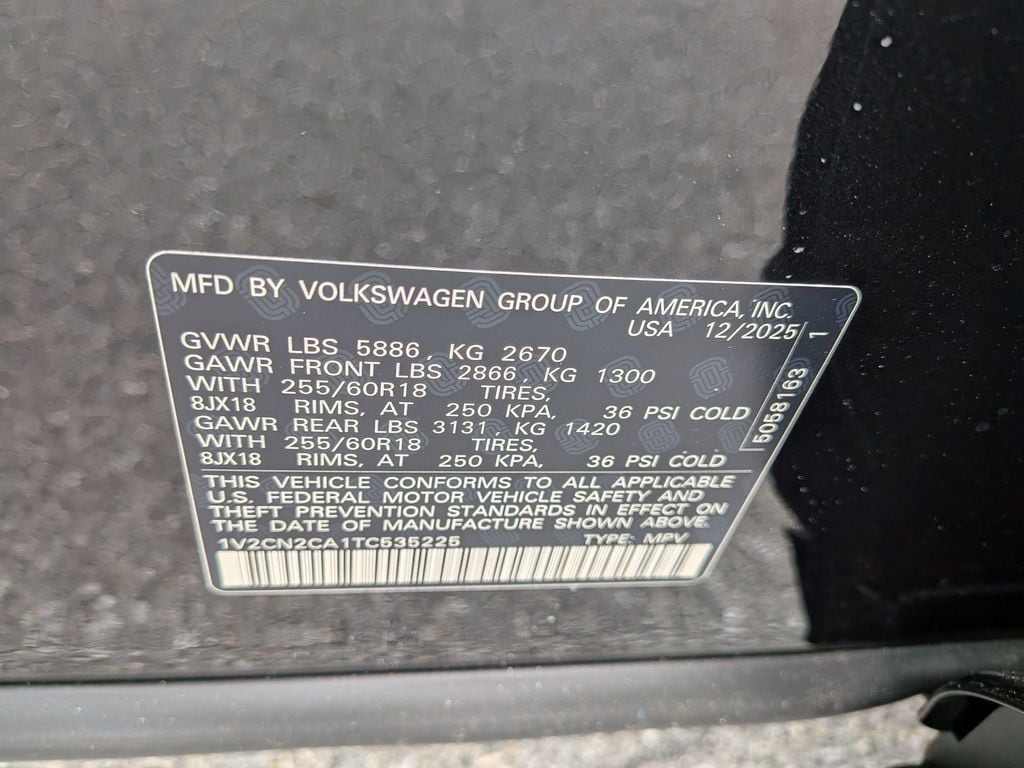 MFD BY VOLKSWAGEN GROUP OF AMERICA, INC.
USA 12/2025
GVWR LBS 5886, KG 2670
GAWR FRONT LBS 2866, KG 1300
WITH 255/60R18 TIRES,
8JX18 RIMS, AT 250 KPA, 36 PSI COLD
GAWR REAR LBS 3131, KG 1420
WITH 255/60R18 TIRES,
8JX18 RIMS, AT 250 KPA, 36 PSI COLD
5058163 1
THIS VEHICLE CONFORMS TO ALL APPLICABLE
U.S. FEDERAL MOTOR VEHICLE SAFETY AND
THEFT PREVENTION STANDARDS IN EFFECT ON
THE DATE OF MANUFACTURE SHOWN ABOVE.
1V2CN2CA1TC535225 TYPE: MPV